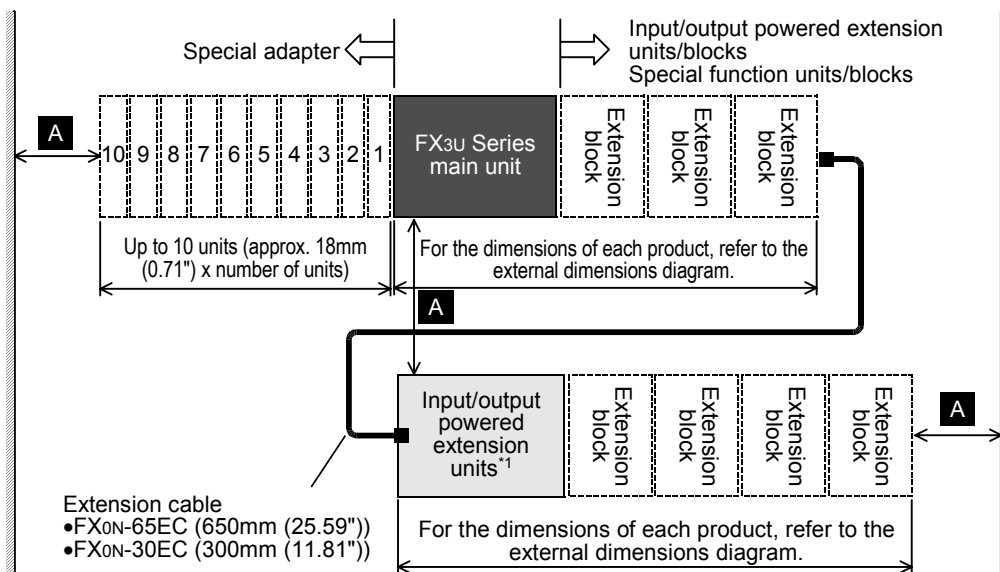 Special adapter
Input/output powered extension
units/blocks
Special function units/blocks
A
10 9 8 7 6 5 4 3 2 1
FX3U Series
main unit
Extension
block
Extension
block
Extension
block
Up to 10 units (approx. 18mm
(0.71") x number of units)
For the dimensions of each product, refer to the
external dimensions diagram.
A
Input/output
powered
extension
units*1
Extension
block
Extension
block
Extension
block
Extension
block
A
Extension cable
•FX0N-65EC (650mm (25.59"))
•FX0N-30EC (300mm (11.81"))
For the dimensions of each product, refer to the
external dimensions diagram.